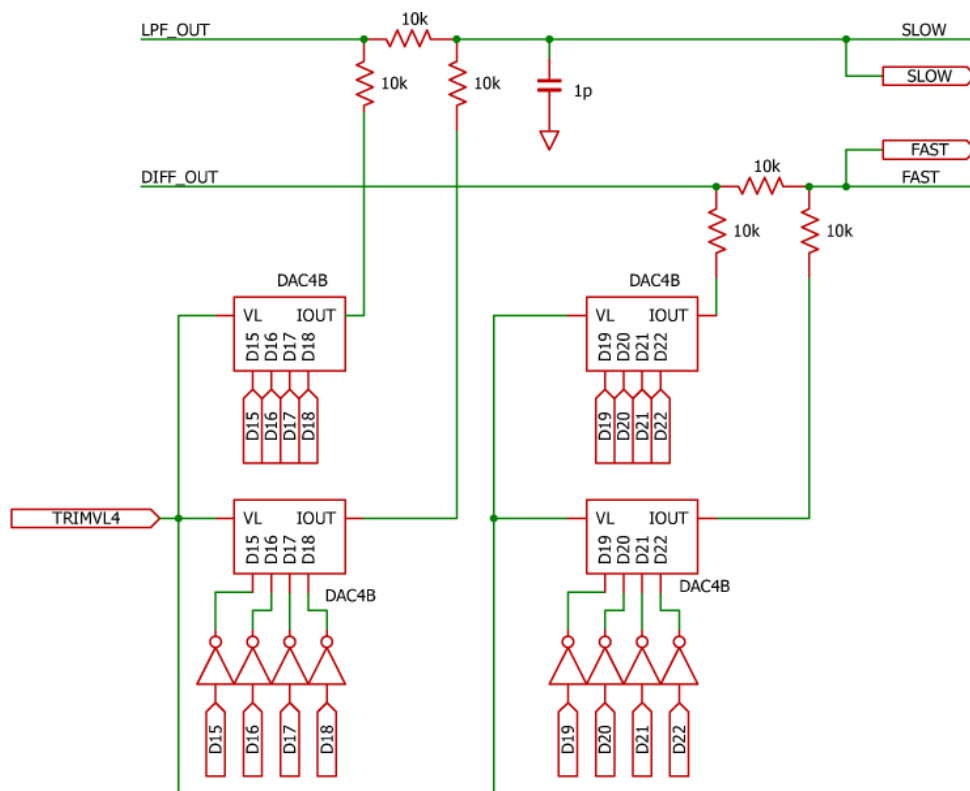 LPF_OUT
10k
SLOW
SLOW
10k
10k
1p
FAST
DIFF_OUT
10k
FAST
10k
10k
DAC4B
DAC4B
VL IOUT
D15 D16 D17 D18
VL IOUT
D19 D20 D21 D22
D15 D16 D17 D18
D19 D20 D21 D22
TRIMVL4
VL IOUT
D15 D16 D17 D18
VL IOUT
D19 D20 D21 D22
DAC4B
DAC4B
D15 D16 D17 D18
D19 D20 D21 D22